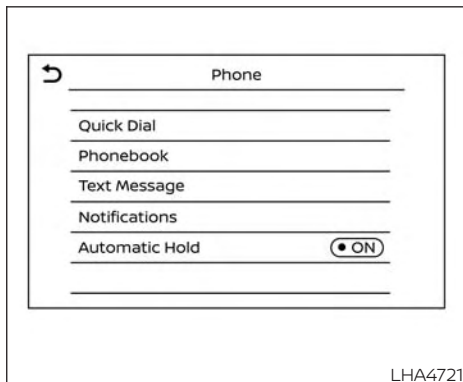 Phone
Quick Dial
Phonebook
Text Message
Notifications
Automatic Hold ON
LHA4721